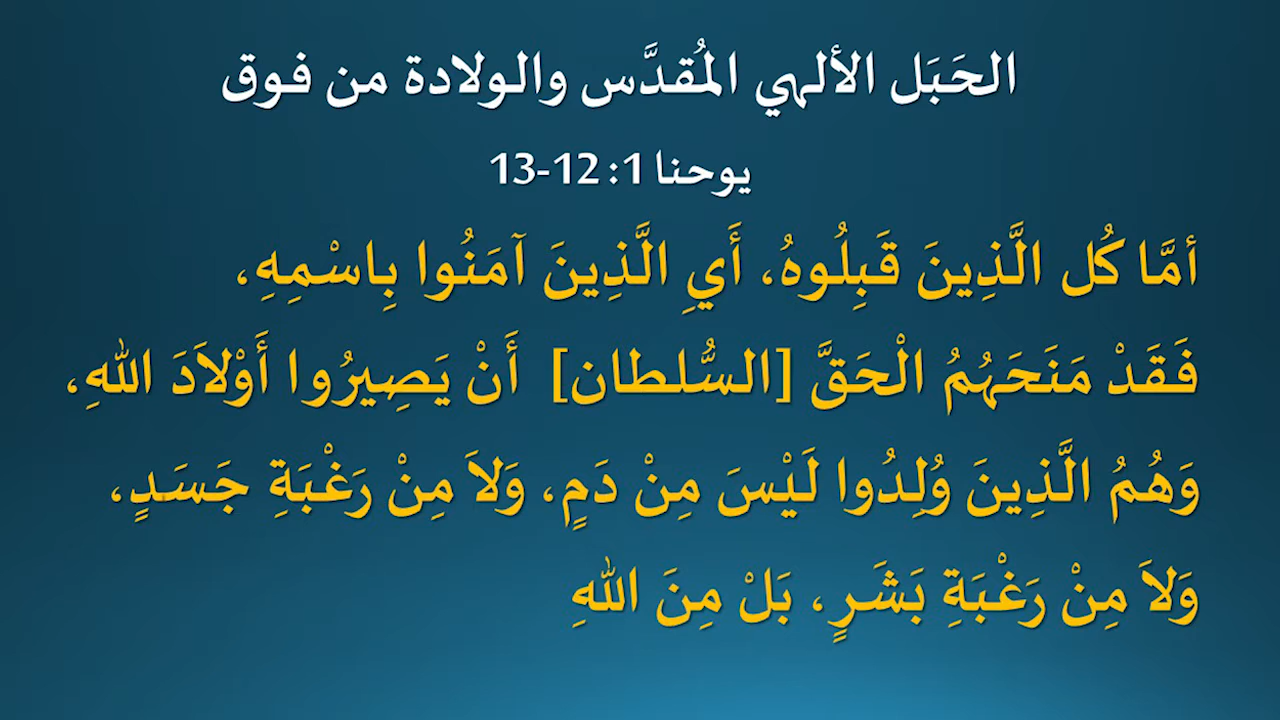 الحَبَل الألهي المُقدَّس والولادة من فوق
يوحنا 1: 12-13
أمَّا كُل الَّذِينَ قَبِلُوهُ، أَيِ الَّذِينَ آمَنُوا بِاسْمِهِ،
فَقَدْ مَنَحَهُمُ الْحَقَّ [السُّلطان] أَنْ يَصِيرُوا أَوْلاَدَ اللهِ،
وَهُمُ الَّذِينَ وُلِدُوا لَيْسَ مِنْ دَمٍ، وَلاَ مِنْ رَغْبَةِ جَسَدٍ،
وَلاَ مِنْ رَغْبَةِ بَشَرٍ، بَلْ مِنَ اللهِ